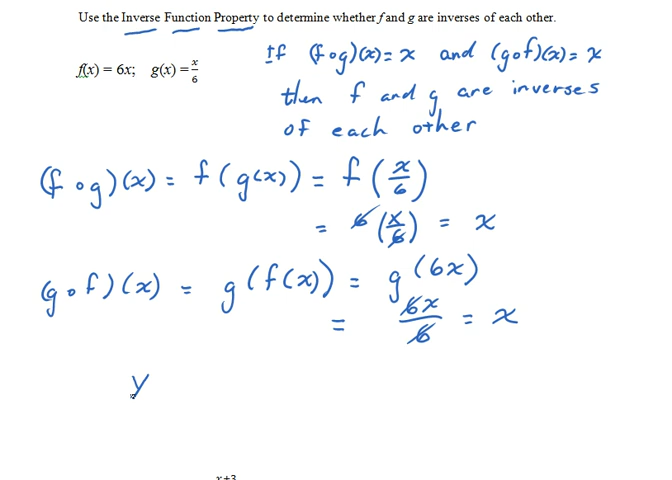 Use the Inverse Function Property to determine whether f and g are inverses of each other.
f(x) = 6x; g(x) = x/6
If (f∘g)(x) = x and (g∘f)(x) = x
then f and g are inverses
of each other
(f∘g)(x) = f(g(x)) = f(x/6)
= 6(x/6) = x
(g∘f)(x) = g(f(x)) = g(6x)
= 6x/6 = x
y
x+3